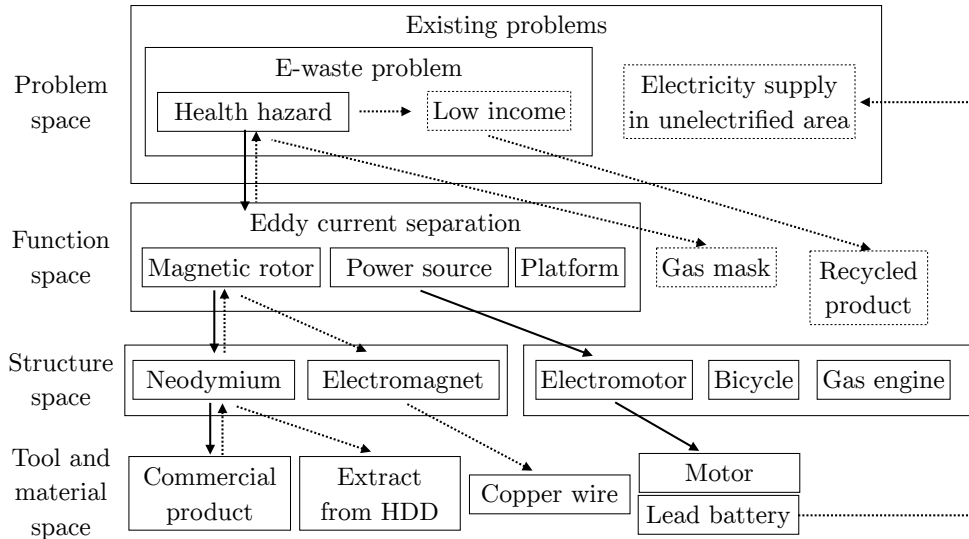 Existing problems
Problem
space
E-waste problem
Health hazard
Low income
Electricity supply
in unelectrified area
Function
space
Eddy current separation
Magnetic rotor
Power source
Platform
Gas mask
Recycled
product
Structure
space
Neodymium
Electromagnet
Electromotor
Bicycle
Gas engine
Tool and
material
space
Commercial
product
Extract
from HDD
Copper wire
Motor
Lead battery